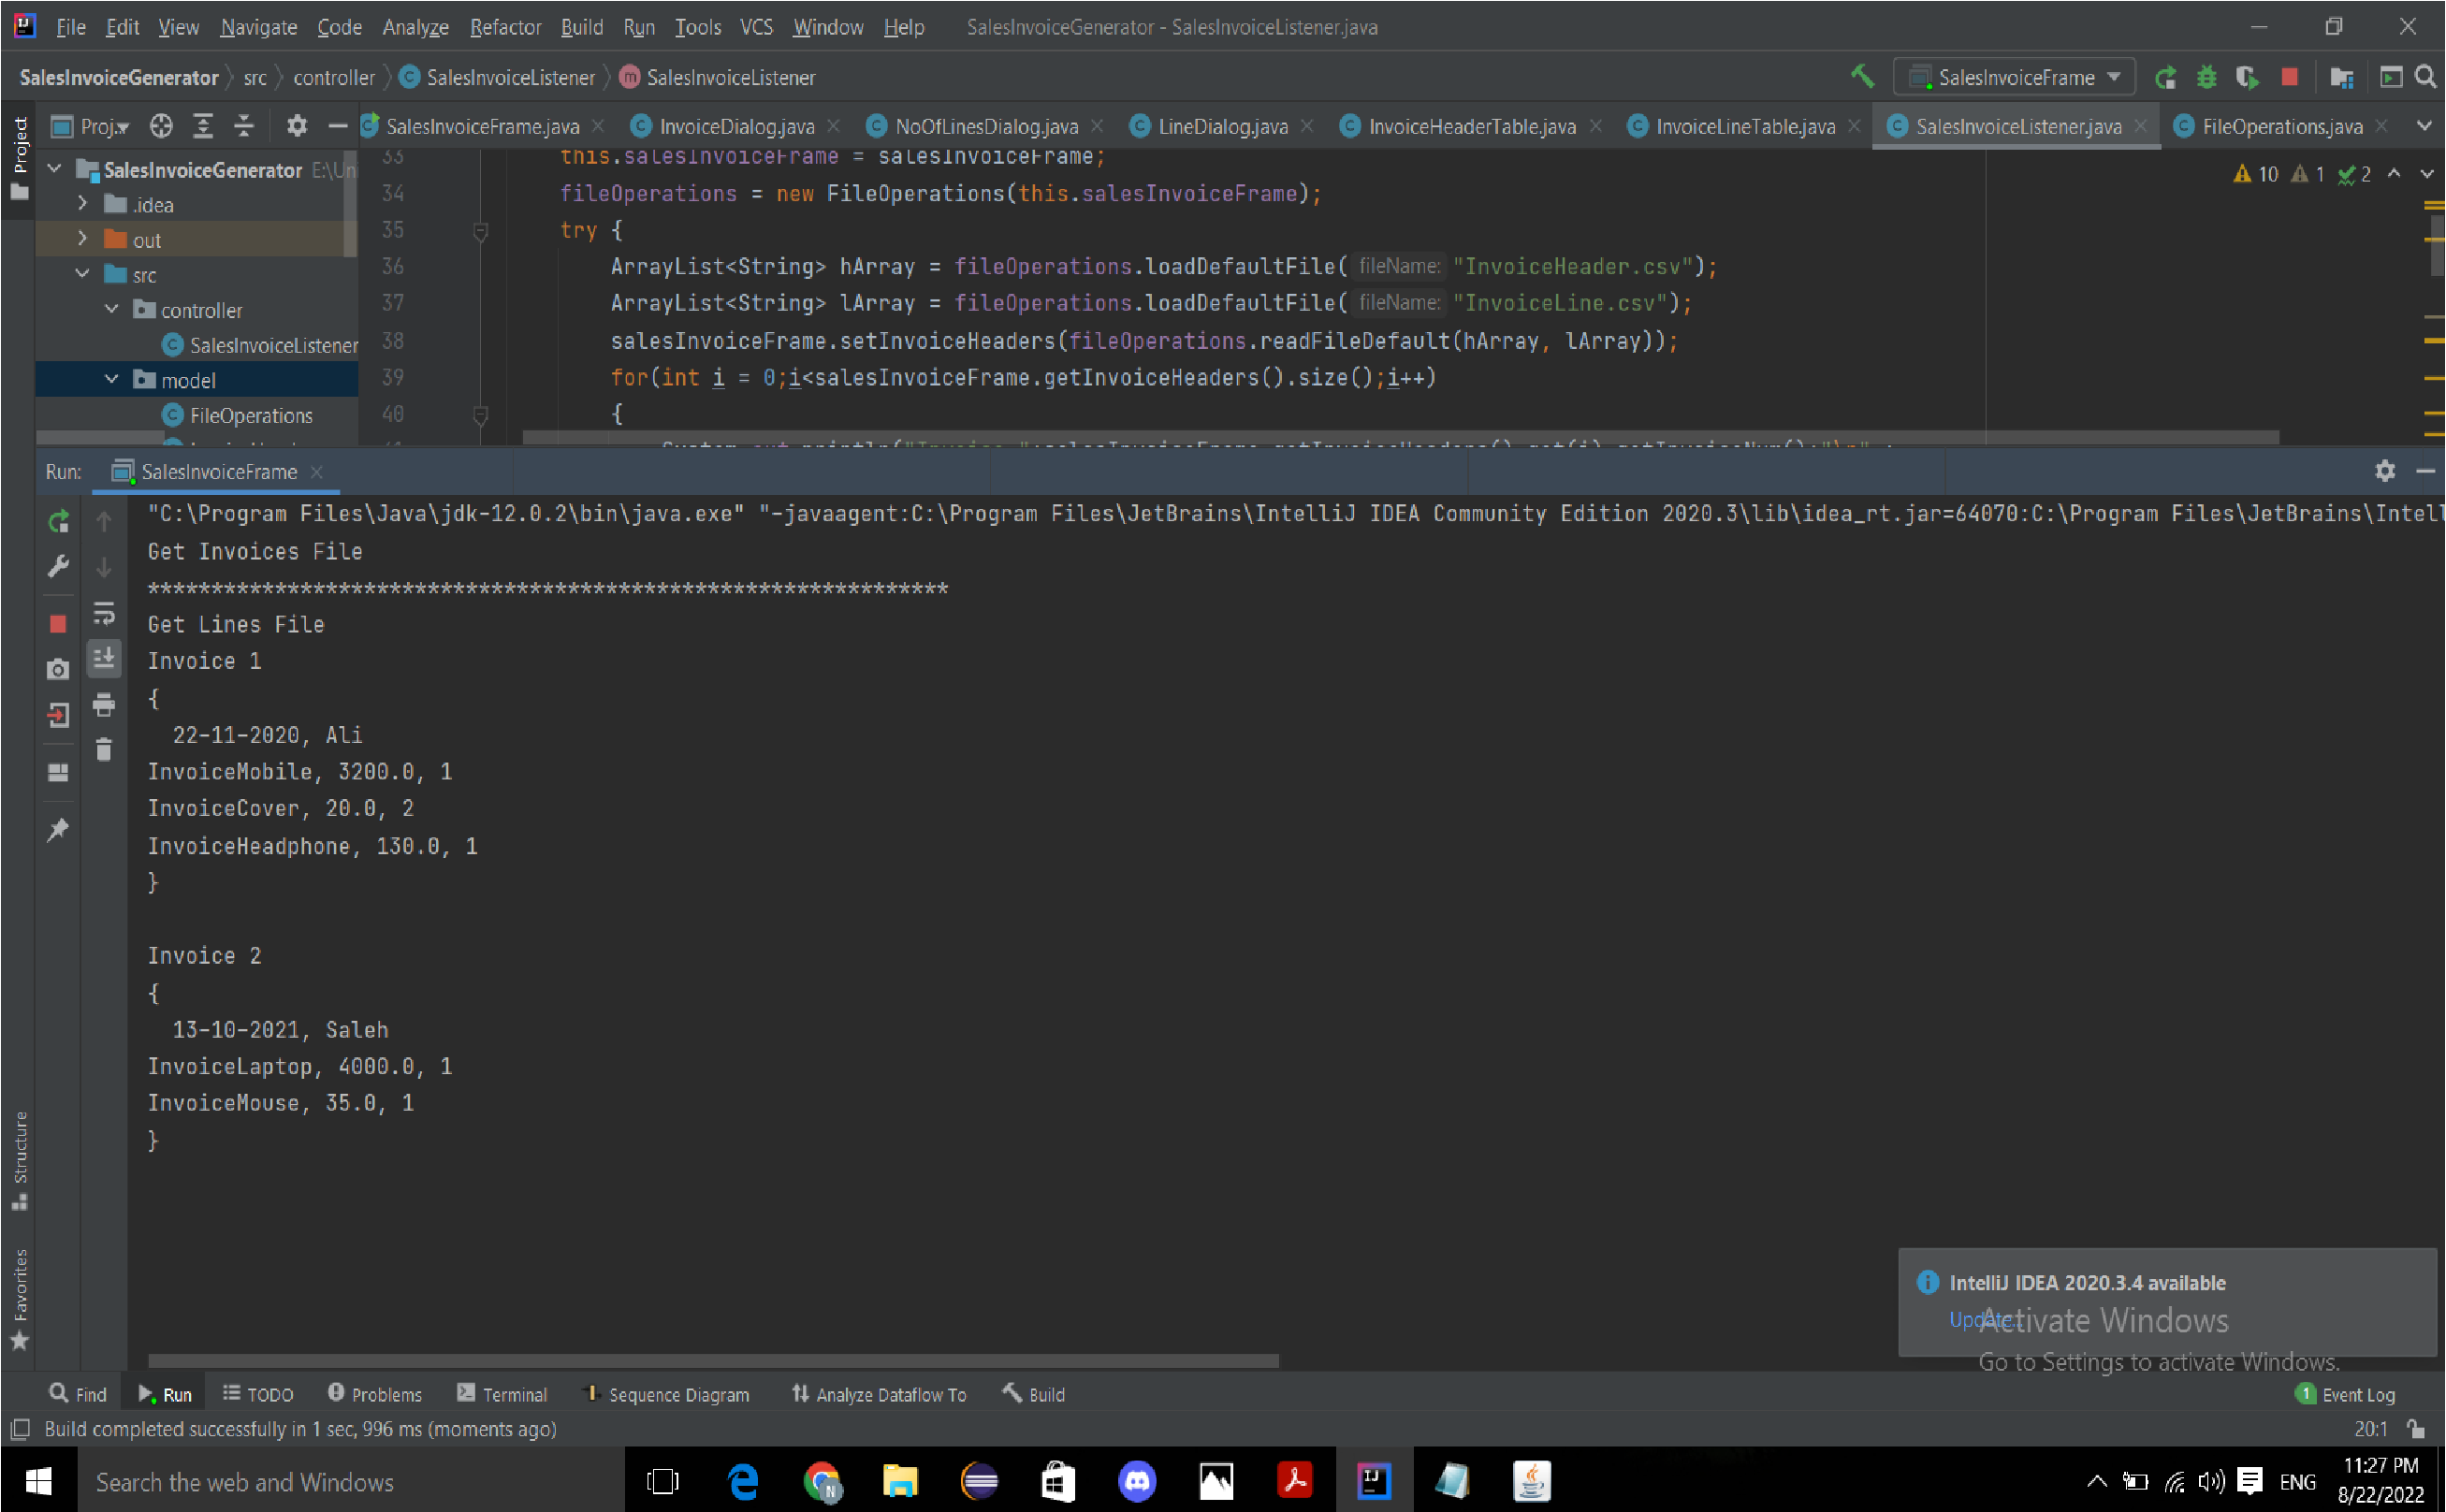 File Edit View Navigate Code Analyze Refactor Build Run Tools VCS Window Help SalesInvoiceGenerator - SalesInvoiceListener.java
SalesInvoiceGenerator src controller SalesInvoiceListener SalesInvoiceListener
SalesInvoiceFrame
Project
Proj...
SalesInvoiceFrame.java InvoiceDialog.java NoOfLinesDialog.java LineDialog.java InvoiceHeaderTable.java InvoiceLineTable.java SalesInvoiceListener.java FileOperations.java
SalesInvoiceGenerator
.idea
out
src
controller
SalesInvoiceListener
model
FileOperations
10 1 2
33 this.salesInvoiceFrame = salesInvoiceFrame;
34 fileOperations = new FileOperations(this.salesInvoiceFrame);
35 try {
36 ArrayList<String> hArray = fileOperations.loadDefaultFile( fileName: "InvoiceHeader.csv");
37 ArrayList<String> lArray = fileOperations.loadDefaultFile( fileName: "InvoiceLine.csv");
38 salesInvoiceFrame.setInvoiceHeaders(fileOperations.readFileDefault(hArray, lArray));
39 for(int i = 0;i<salesInvoiceFrame.getInvoiceHeaders().size();i++)
40 {
Run: SalesInvoiceFrame
"C:\Program Files\Java\jdk-12.0.2\bin\java.exe" "-javaagent:C:\Program Files\JetBrains\IntelliJ IDEA Community Edition 2020.3\lib\idea_rt.jar=64070:C:\Program Files\JetBrains\Intell
Get Invoices File
***************************************************************
Get Lines File
Invoice 1
{
22-11-2020, Ali
InvoiceMobile, 3200.0, 1
InvoiceCover, 20.0, 2
InvoiceHeadphone, 130.0, 1
}
Invoice 2
{
13-10-2021, Saleh
InvoiceLaptop, 4000.0, 1
InvoiceMouse, 35.0, 1
}
Structure
Favorites
IntelliJ IDEA 2020.3.4 available
Update...
Activate Windows
Go to Settings to activate Windows.
Find Run TODO Problems Terminal Sequence Diagram Analyze Dataflow To Build
1 Event Log
Build completed successfully in 1 sec, 996 ms (moments ago)
20:1
Search the web and Windows
ENG
11:27 PM
8/22/2022